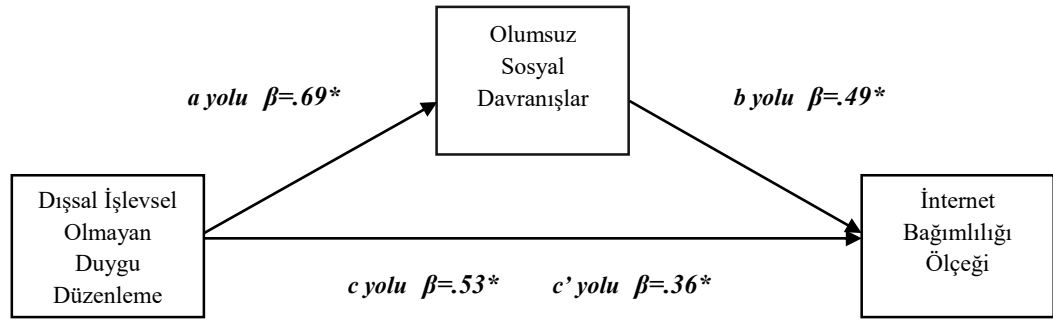 Olumsuz
Sosyal
Davranışlar
a yolu β=.69*
b yolu β=.49*
Dışsal İşlevsel
Olmayan
Duygu
Düzenleme
İnternet
Bağımlılığı
Ölçeği
c yolu β=.53* c’ yolu β=.36*